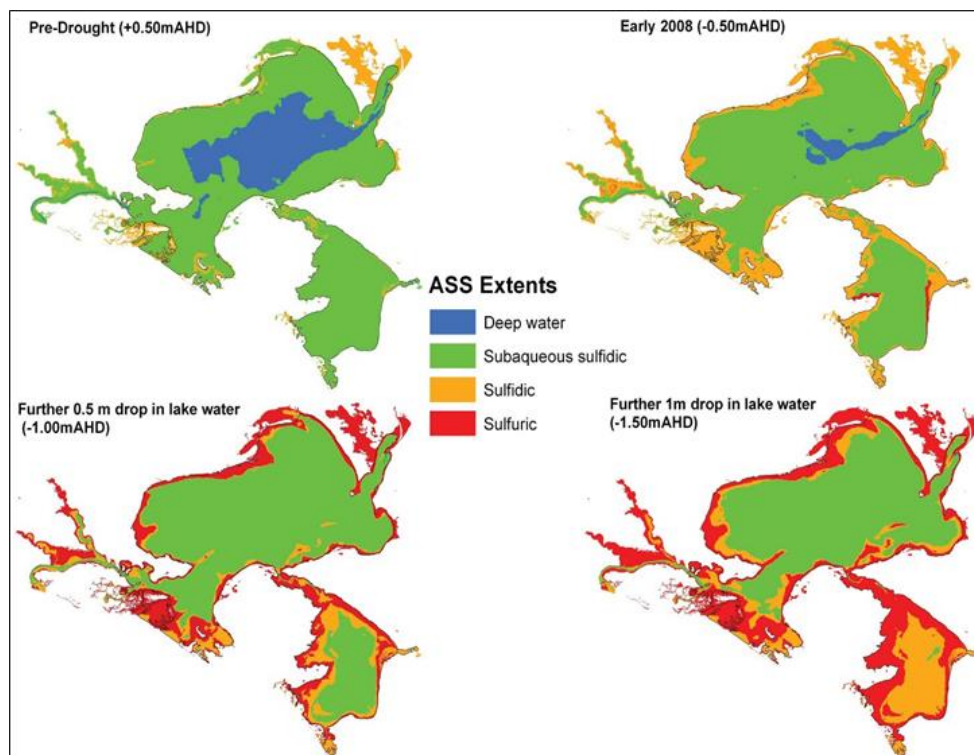 Pre-Drought (+0.50mAHD)
Early 2008 (-0.50mAHD)
ASS Extents
Deep water
Subaqueous sulfidic
Sulfidic
Sulfuric
Further 0.5 m drop in lake water
(-1.00mAHD)
Further 1m drop in lake water
(-1.50mAHD)